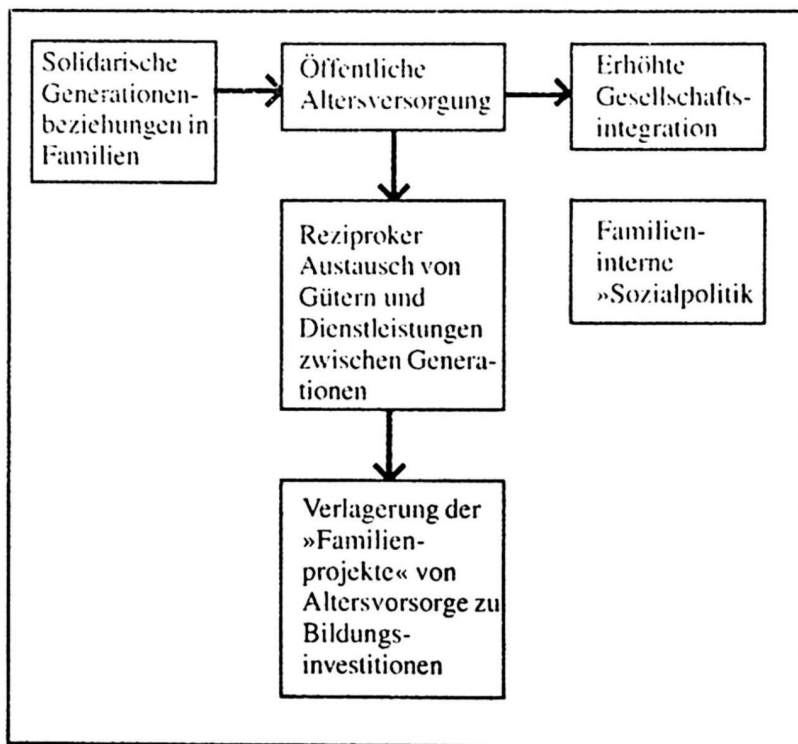 Solidarische
Generationen-
beziehungen in
Familien
Öffentliche
Altersversorgung
Erhöhte
Gesellschafts-
integration
Reziproker
Austausch von
Gütern und
Dienstleistungen
zwischen Genera-
tionen
Familien-
interne
»Sozialpolitik
Verlagerung der
»Familien-
projekte« von
Altersvorsorge zu
Bildungs-
investitionen